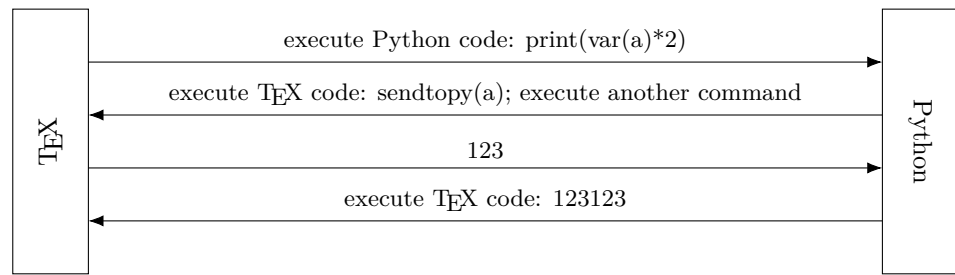 execute Python code: print(var(a)*2)
execute TEX code: sendtopy(a); execute another command
TEX
Python
123
execute TEX code: 123123